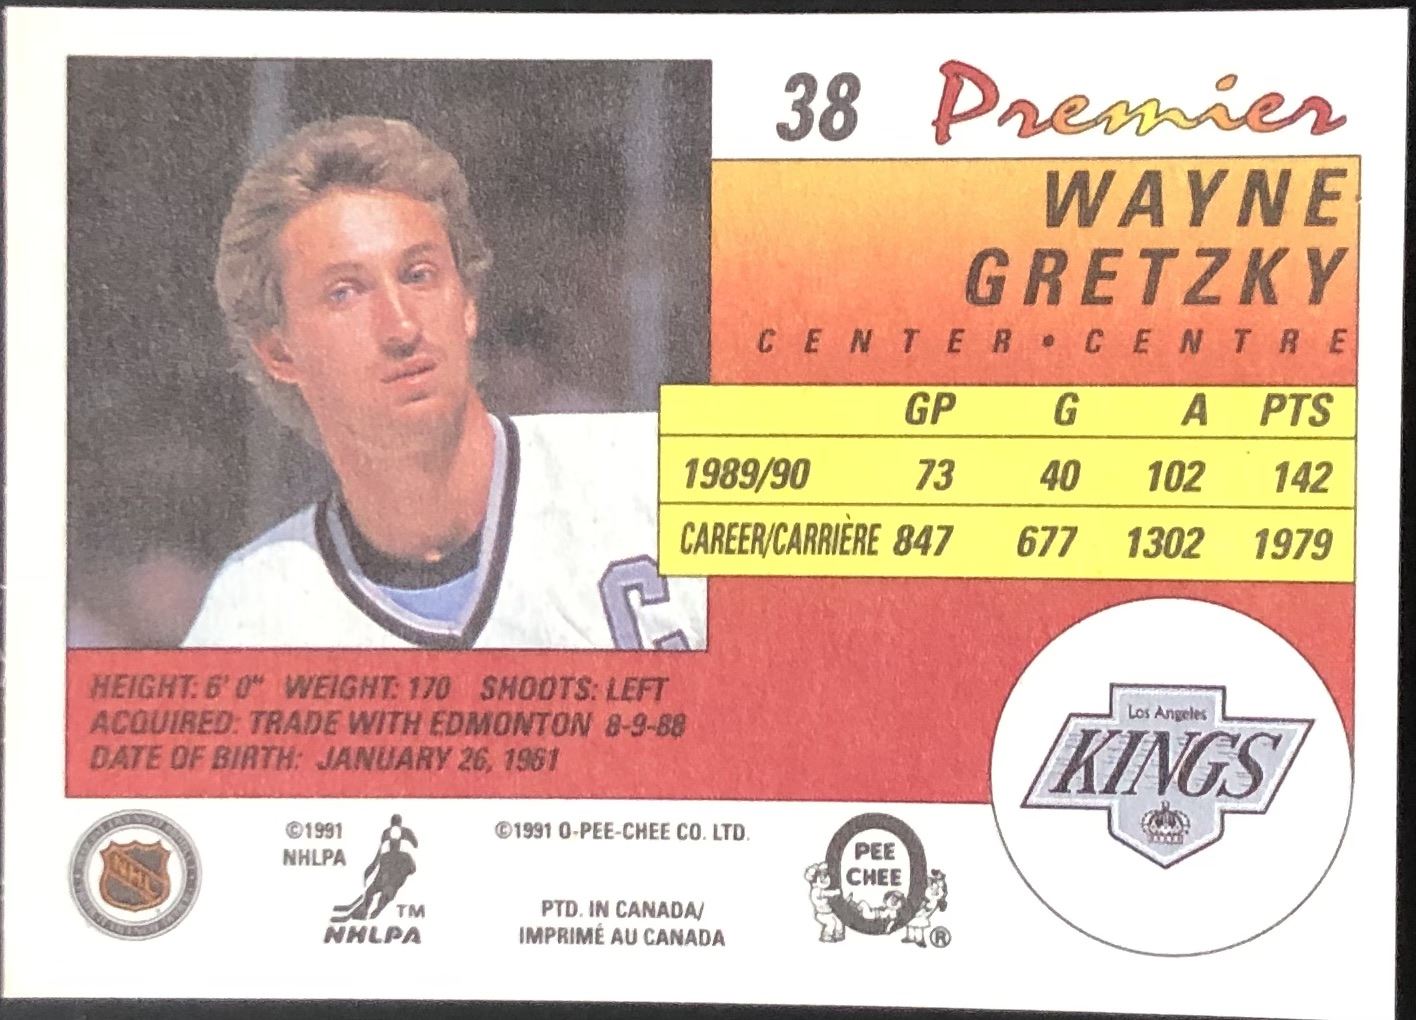 38 Premier
WAYNE
GRETZKY
CENTER • CENTRE
GP G A PTS
1989/90 73 40 102 142
CAREER/CARRIÈRE 847 677 1302 1979
HEIGHT: 6' 0" WEIGHT: 170 SHOOTS: LEFT
ACQUIRED: TRADE WITH EDMONTON 8-9-88
DATE OF BIRTH: JANUARY 26, 1961
Los Angeles
KINGS
NHL
©1991
NHLPA
TM
NHLPA
©1991 O-PEE-CHEE CO. LTD.
PTD. IN CANADA/
IMPRIMÉ AU CANADA
O
PEE
CHEE
®
C